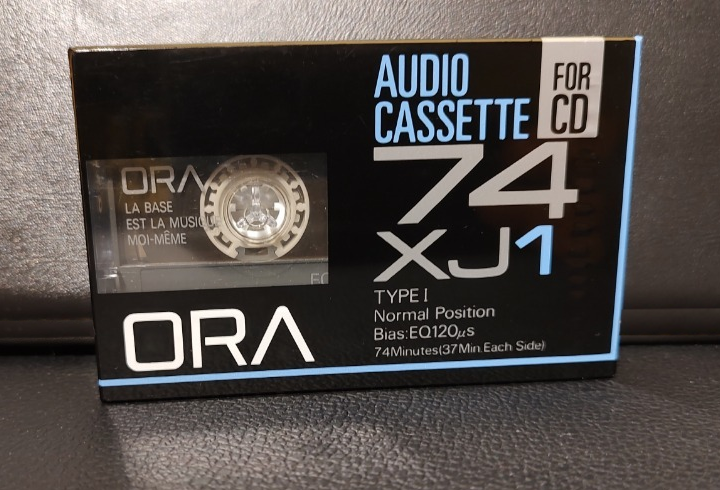 AUDIO
CASSETTE
FOR
CD
74
XJ1
ORA
LA BASE
EST LA MUSIQUE
MOI-MÊME
TYPE I
Normal Position
Bias:EQ120μs
74Minutes(37Min.Each Side)
ORA